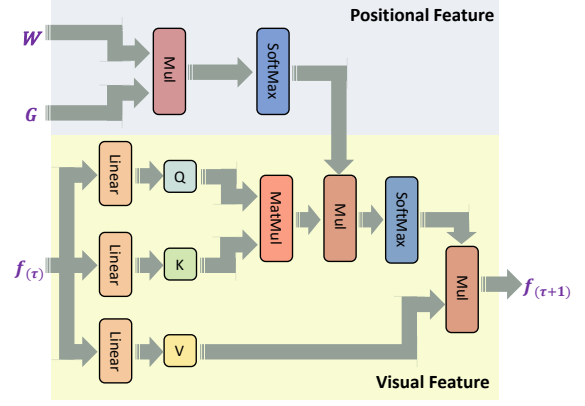 Positional Feature
W
Mul
SoftMax
G
Linear
Q
MatMul
Mul
SoftMax
f(τ)
Linear
K
Mul
f(τ+1)
Linear
V
Visual Feature